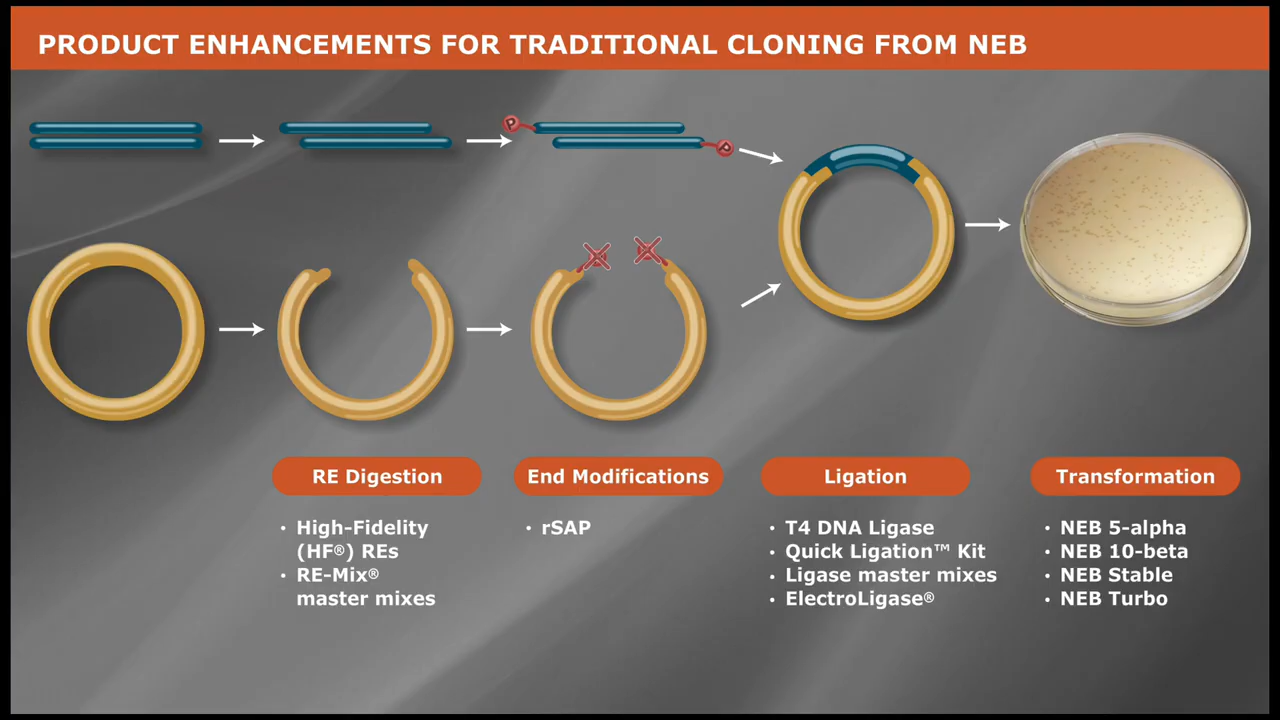 PRODUCT ENHANCEMENTS FOR TRADITIONAL CLONING FROM NEB
P
P
RE Digestion
• High-Fidelity
(HF®) REs
• RE-Mix®
master mixes
End Modifications
• rSAP
Ligation
• T4 DNA Ligase
• Quick Ligation™ Kit
• Ligase master mixes
• ElectroLigase®
Transformation
• NEB 5-alpha
• NEB 10-beta
• NEB Stable
• NEB Turbo